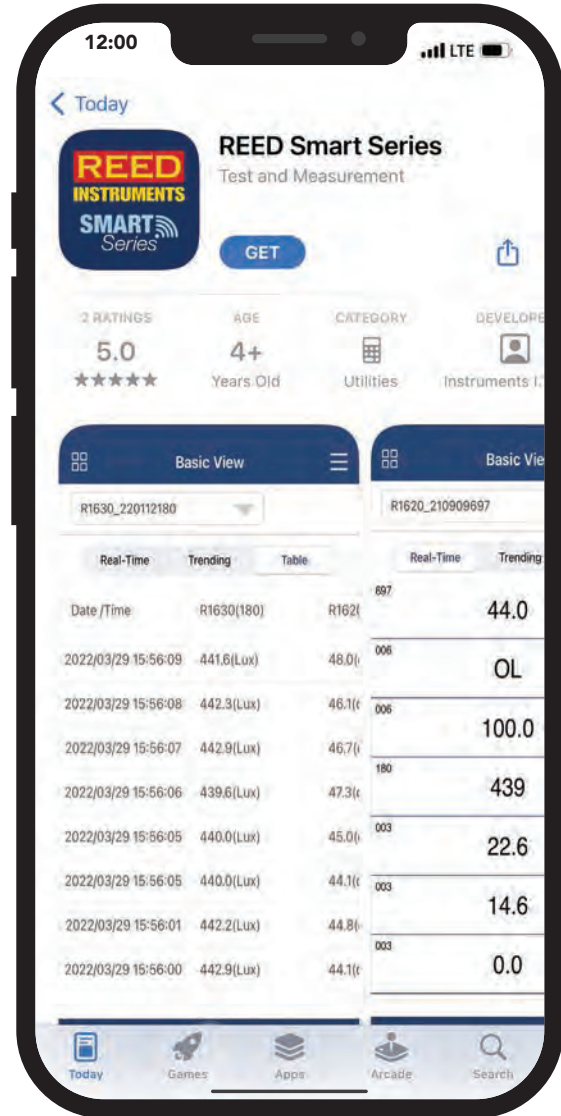 12:00
LTE
Today
REED
INSTRUMENTS
SMART
Series
REED Smart Series
Test and Measurement
GET
2 RATINGS AGE CATEGORY DEVELOPE
5.0 4+
Years Old Utilities Instruments I.
Basic View
R1630_220112180
Real-Time Trending Table
Date /Time R1630(180) R162(
2022/03/29 15:56:09 441.6(Lux) 48.0(
2022/03/29 15:56:08 442.3(Lux) 46.1(
2022/03/29 15:56:07 442.9(Lux) 46.7(
2022/03/29 15:56:06 439.6(Lux) 47.3(
2022/03/29 15:56:05 440.0(Lux) 45.0(
2022/03/29 15:56:05 440.0(Lux) 44.1(
2022/03/29 15:56:01 442.2(Lux) 44.8(
2022/03/29 15:56:00 442.9(Lux) 44.1(
Basic Vie
R1620_210909697
Real-Time Trending
697 44.0
006 OL
006 100.0
180 439
003 22.6
003 14.6
003 0.0
Today Games Apps Arcade Search